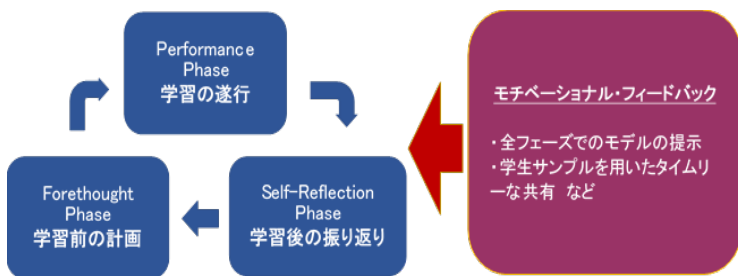 Performance
Phase
学習の遂行
Forethought
Phase
学習前の計画
Self-Reflection
Phase
学習後の振り返り
モチベーショナル・フィードバック
・全フェーズでのモデルの提示
・学生サンプルを用いたタイムリ
ーな共有 など